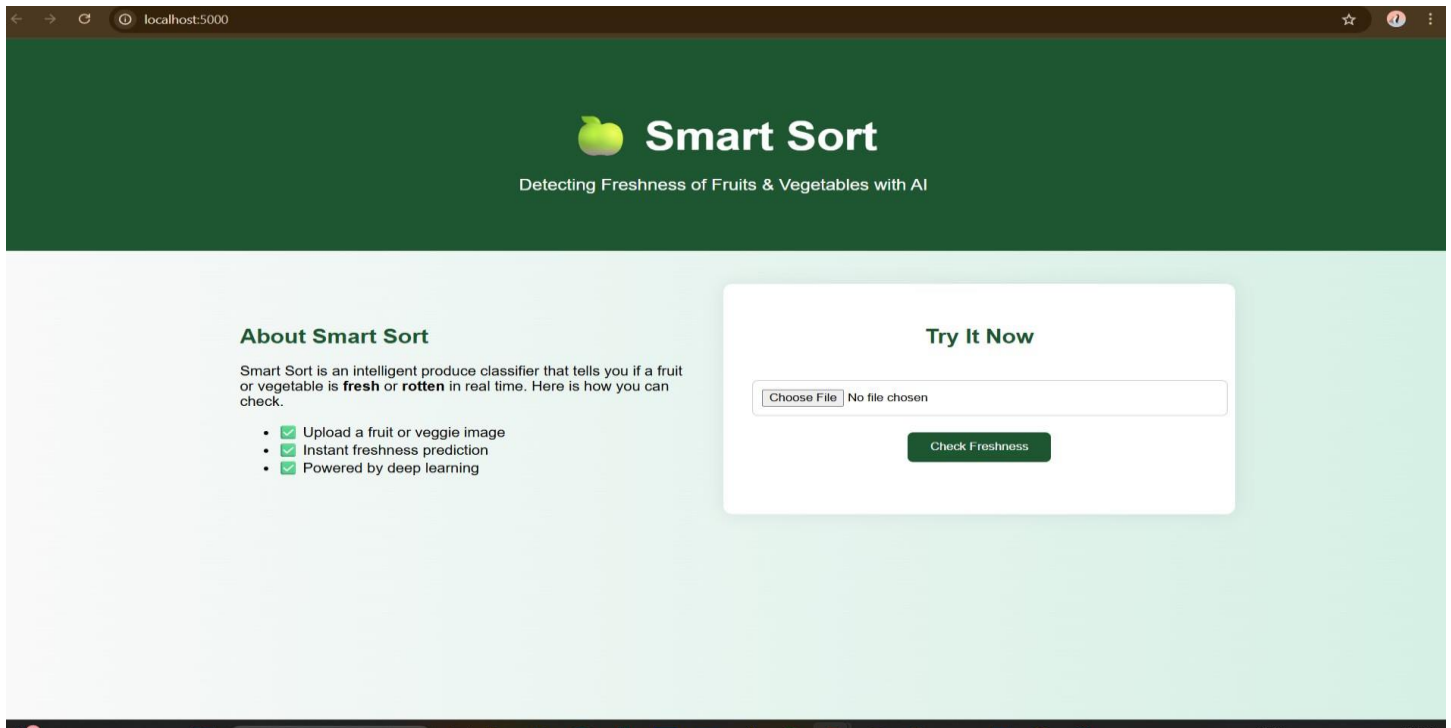 localhost:5000
Smart Sort
Detecting Freshness of Fruits & Vegetables with AI
About Smart Sort
Smart Sort is an intelligent produce classifier that tells you if a fruit
or vegetable is fresh or rotten in real time. Here is how you can
check.
Upload a fruit or veggie image
Instant freshness prediction
Powered by deep learning
Try It Now
Choose File No file chosen
Check Freshness